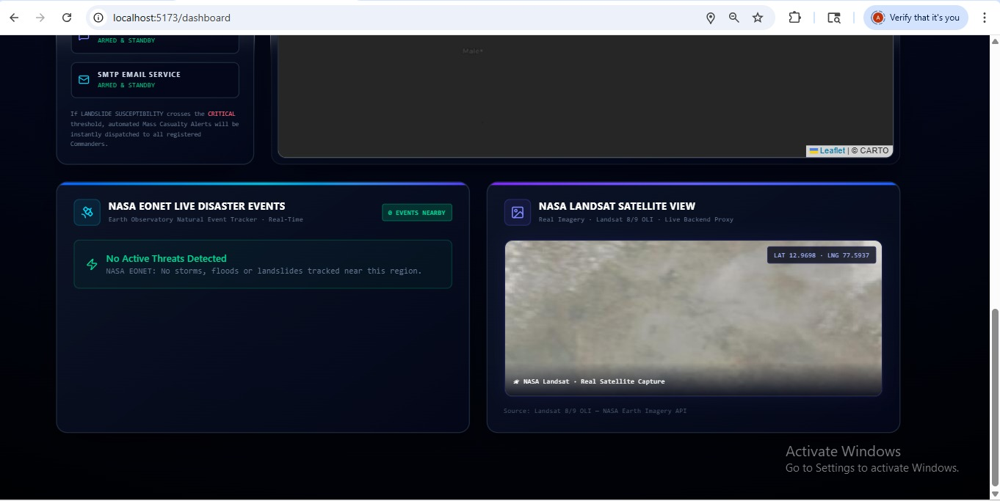 localhost:5173/dashboard
A
Verify that it's you
ARMED & STANDBY
SMTP EMAIL SERVICE
ARMED & STANDBY
If LANDSLIDE SUSCEPTIBILITY crosses the CRITICAL
threshold, automated Mass Casualty Alerts will be
instantly dispatched to all registered
Commanders.
Male
Leaflet | © CARTO
NASA EONET LIVE DISASTER EVENTS
Earth Observatory Natural Event Tracker · Real-Time
0 EVENTS NEARBY
No Active Threats Detected
NASA EONET: No storms, floods or landslides tracked near this region.
NASA LANDSAT SATELLITE VIEW
Real Imagery · Landsat 8/9 OLI · Live Backend Proxy
LAT 12.9698 · LNG 77.5937
NASA Landsat · Real Satellite Capture
Source: Landsat 8/9 OLI — NASA Earth Imagery API
Activate Windows
Go to Settings to activate Windows.